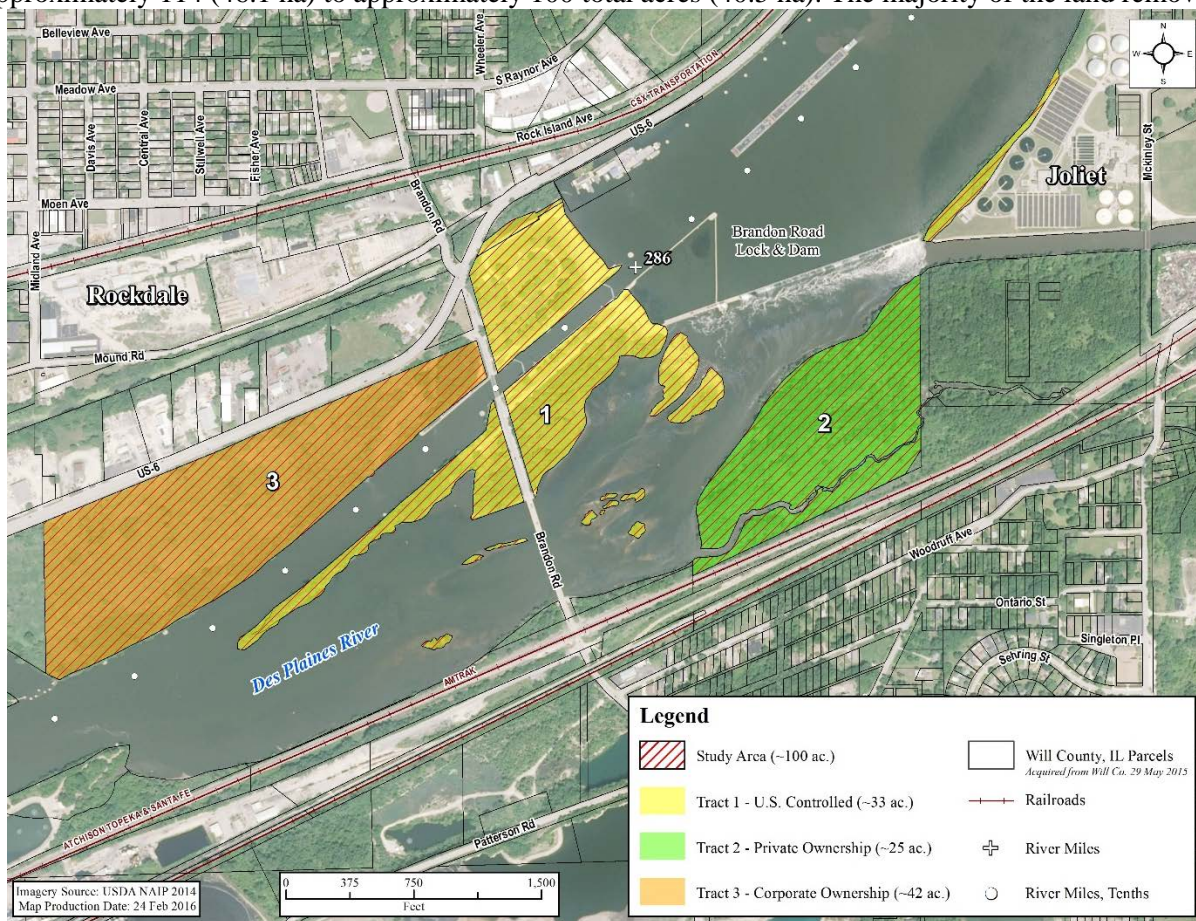 pproximately 114 (46.1 ha) to approximately 100 total acres (40.5 ha). The majority of the land remov
Belleview Ave
Wheeler Ave
S Raynor Ave
CSX TRANSPORTATION
Meadow Ave
Rock Island Ave
US-6
Davis Ave
Central Ave
Stillwell Ave
Fisher Ave
Moen Ave
Brandon Rd
Midland Ave
Mckinley St
N
W E
S
Joliet
Brandon Road
Lock & Dam
286
Rockdale
Mound Rd
1
2
3
US-6
Brandon Rd
Woodruff Ave
Ontario St
Singleton Pl
Sehring St
Des Plaines River
AMTRAK
ATCHISON TOPEKA & SANTA FE
Patterson Rd
Legend
Study Area (~100 ac.)
Tract 1 - U.S. Controlled (~33 ac.)
Tract 2 - Private Ownership (~25 ac.)
Tract 3 - Corporate Ownership (~42 ac.)
Will County, IL Parcels
Acquired from Will Co. 29 May 2015
Railroads
River Miles
River Miles, Tenths
Imagery Source: USDA NAIP 2014
Map Production Date: 24 Feb 2016
0 375 750 1,500
Feet